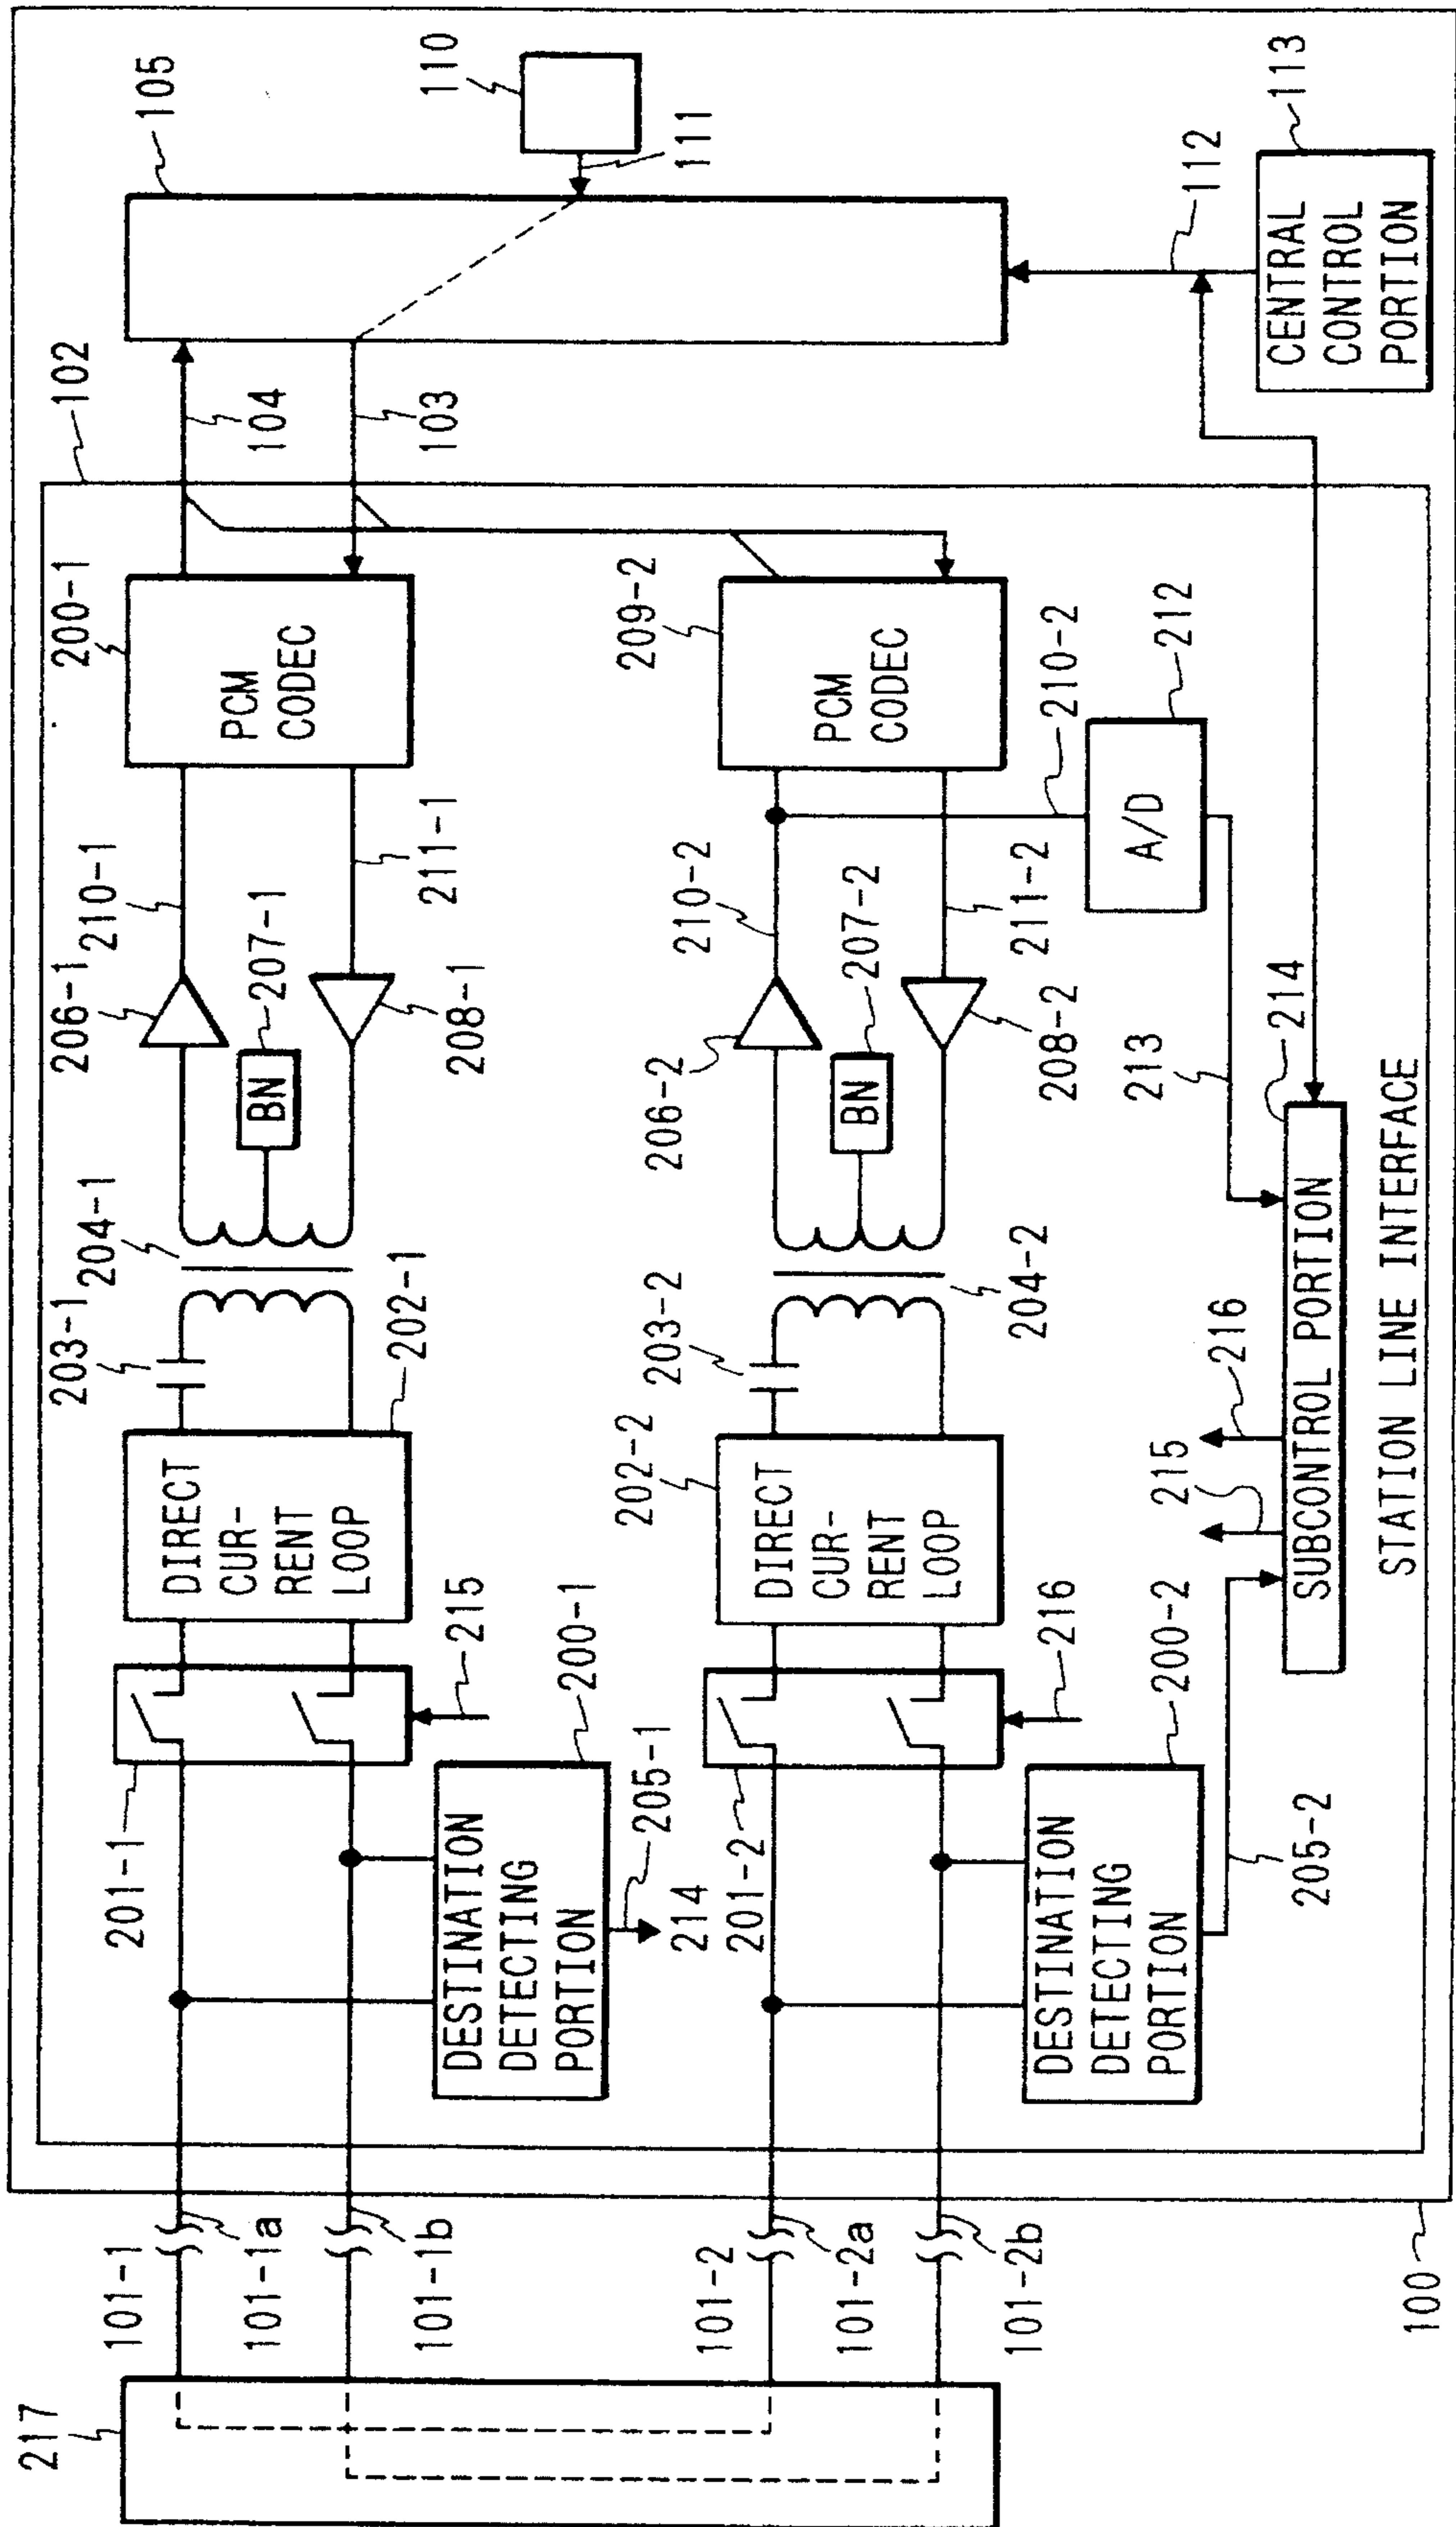 217
101-1
101-1a
101-1b
101-2
101-2a
101-2b
100
201-1
215
DESTINATION
DETECTING
PORTION
200-1
205-1
214
DIRECT
CUR-
RENT
LOOP
202-1
203-1
204-1
206-1
BN
207-1
208-1
210-1
211-1
PCM
CODEC
200-1
102
104
103
105
110
111
201-2
216
DESTINATION
DETECTING
PORTION
200-2
205-2
DIRECT
CUR-
RENT
LOOP
202-2
203-2
204-2
206-2
BN
207-2
208-2
210-2
211-2
PCM
CODEC
209-2
210-2
A/D
212
213
214
215
216
SUBCONTROL PORTION
STATION LINE INTERFACE
112
CENTRAL
CONTROL
PORTION
113